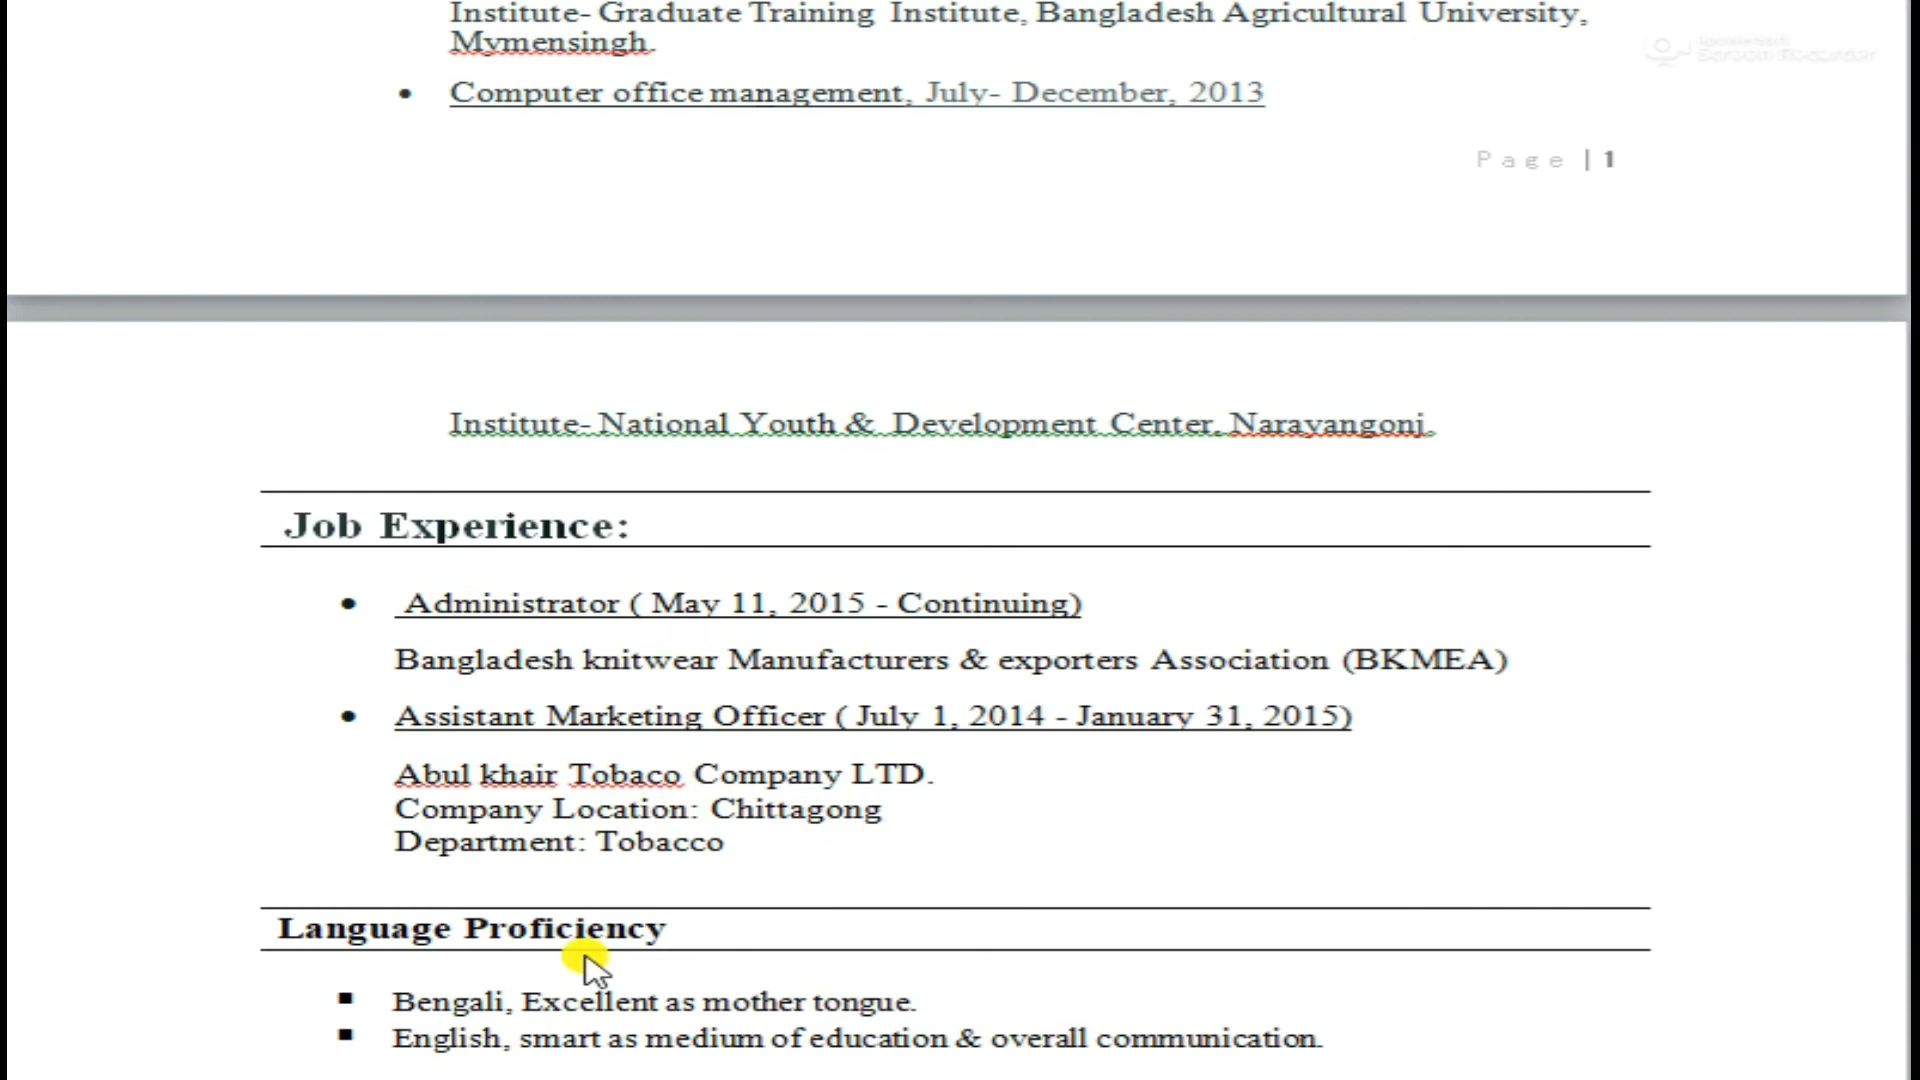 Institute- Graduate Training Institute, Bangladesh Agricultural University,
Mymensingh.
• Computer office management, July- December, 2013
Page | 1
Institute- National Youth & Development Center, Narayangonj.
Job Experience:
• Administrator ( May 11, 2015 - Continuing)
Bangladesh knitwear Manufacturers & exporters Association (BKMEA)
• Assistant Marketing Officer ( July 1, 2014 - January 31, 2015)
Abul khair Tobaco Company LTD.
Company Location: Chittagong
Department: Tobacco
Language Proficiency
▪ Bengali, Excellent as mother tongue.
▪ English, smart as medium of education & overall communication.
Screen Recorder